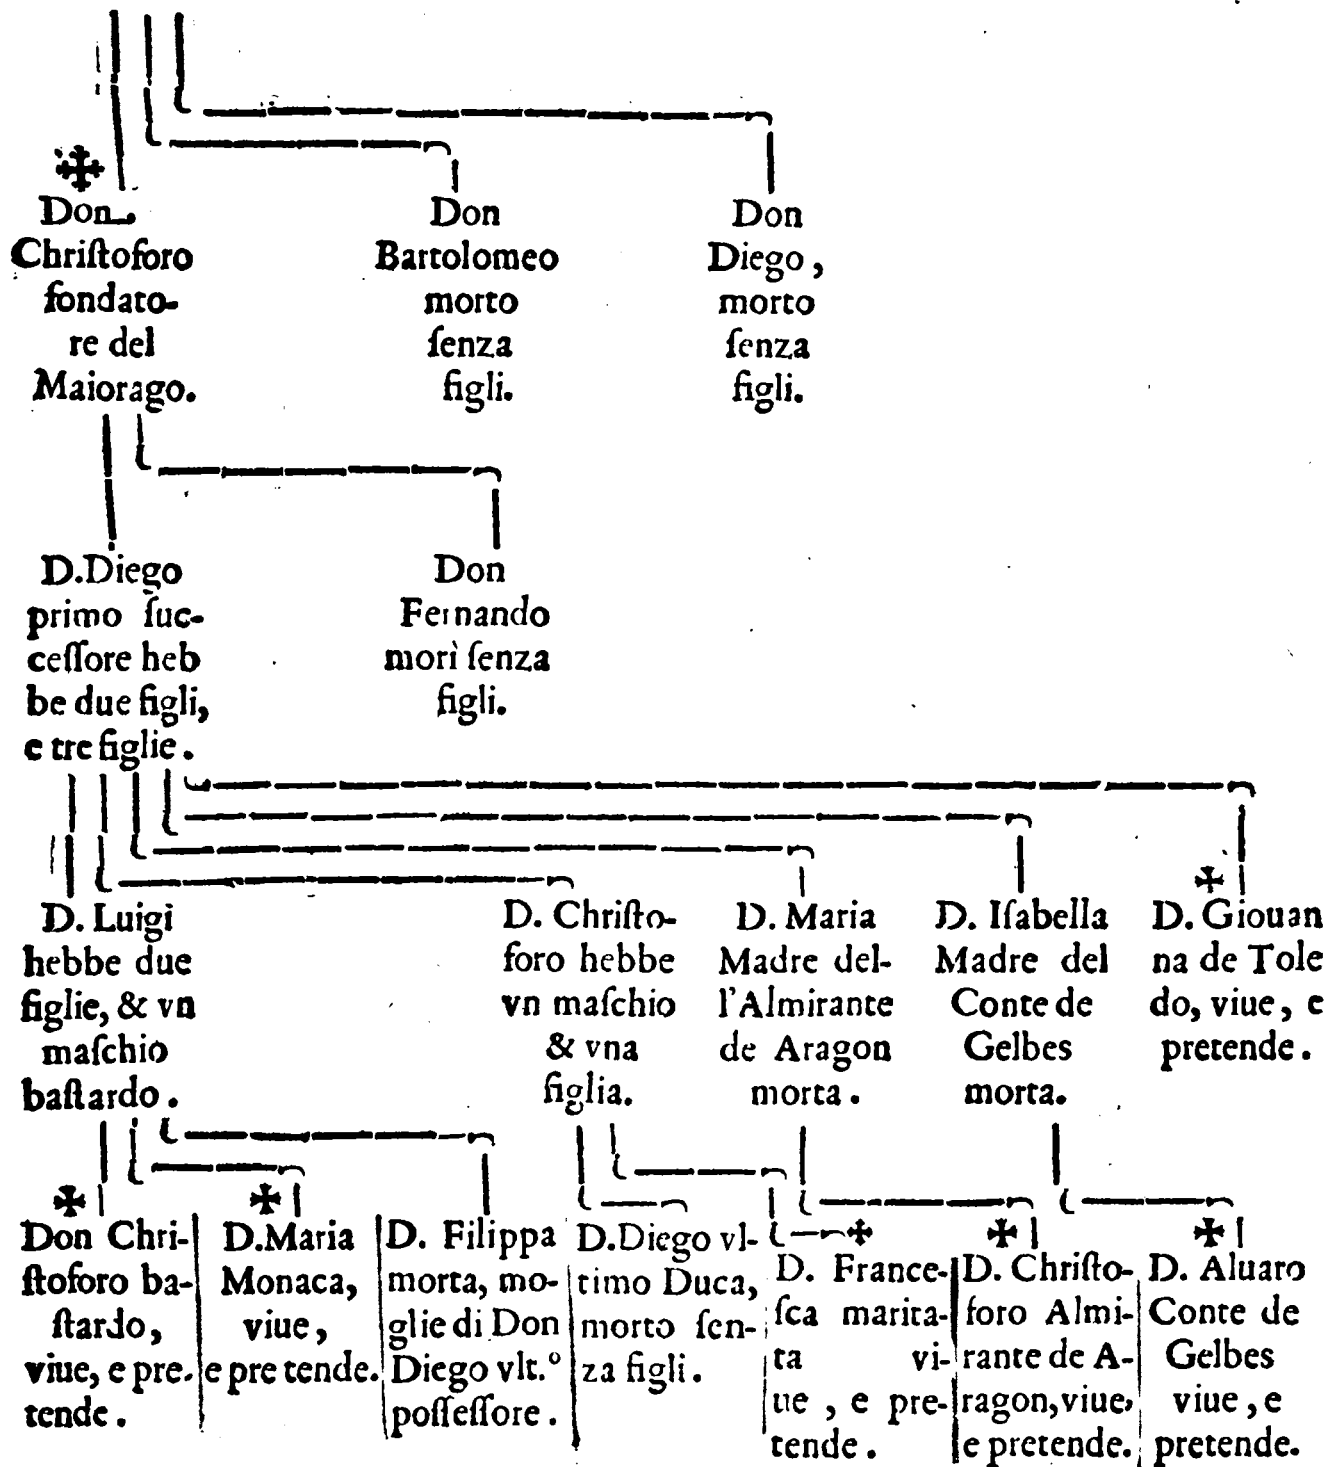 Don
Chriſtoforo
fondato-
re del
Maiorago.
Don
Bartolomeo
morto
ſenza
figli.
Don
Diego,
morto
ſenza
figli.
D.Diego
primo ſuc-
ceſſore heb
be due figli,
e tre figlie.
Don
Fernando
morì ſenza
figli.
D. Luigi
hebbe due
figlie, & vn
maſchio
baſtardo.
D. Chriſto-
foro hebbe
vn maſchio
& vna
figlia.
D. Maria
Madre del-
l'Almirante
de Aragon
morta.
D. Iſabella
Madre del
Conte de
Gelbes
morta.
D. Giouan
na de Tole
do, viue, e
pretende.
Don Chri-
ſtoforo ba-
ſtardo,
viue, e pre-
tende.
D.Maria
Monaca,
viue,
e pre tende.
D. Filippa
morta, mo-
glie di Don
Diego vlt.º
poſſeſſore.
D.Diego vl-
timo Duca,
morto ſen-
za figli.
D. France-
ſca marita-
ta vi-
ue, e pre-
tende.
D. Chriſto-
foro Almi-
rante de A-
ragon, viue,
e pretende.
D. Aluaro
Conte de
Gelbes
viue, e
pretende.